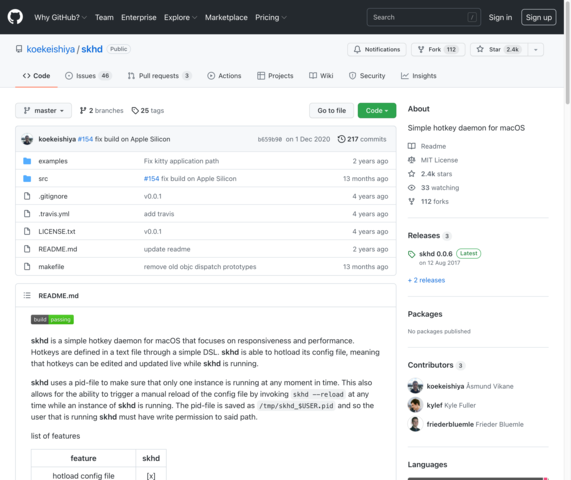 Why GitHub? Team Enterprise Explore Marketplace Pricing Search / Sign in Sign up
koekeishiya / skhd Public Notifications Fork 112 Star 2.4k
Code Issues 46 Pull requests 3 Actions Projects Wiki Security Insights
master 2 branches 25 tags Go to file Code
koekeishiya #154 fix build on Apple Silicon b659b90 on 1 Dec 2020 217 commits
examples Fix kitty application path 2 years ago
src #154 fix build on Apple Silicon 13 months ago
.gitignore v0.0.1 4 years ago
.travis.yml add travis 4 years ago
LICENSE.txt v0.0.1 4 years ago
README.md update readme 2 years ago
makefile remove old objc dispatch prototypes 13 months ago
README.md
build passing
skhd is a simple hotkey daemon for macOS that focuses on responsiveness and performance.
Hotkeys are defined in a text file through a simple DSL. skhd is able to hotload its config file, meaning
that hotkeys can be edited and updated live while skhd is running.
skhd uses a pid-file to make sure that only one instance is running at any moment in time. This also
allows for the ability to trigger a manual reload of the config file by invoking skhd --reload at any
time while an instance of skhd is running. The pid-file is saved as /tmp/skhd_$USER.pid and so the
user that is running skhd must have write permission to said path.
list of features
feature skhd
hotload config file [x]
About
Simple hotkey daemon for macOS
Readme
MIT License
2.4k stars
33 watching
112 forks
Releases 3
skhd 0.0.6 Latest
on 12 Aug 2017
+ 2 releases
Packages
No packages published
Contributors 3
koekeishiya Åsmund Vikane
kylef Kyle Fuller
friederbluemle Frieder Bluemle
Languages